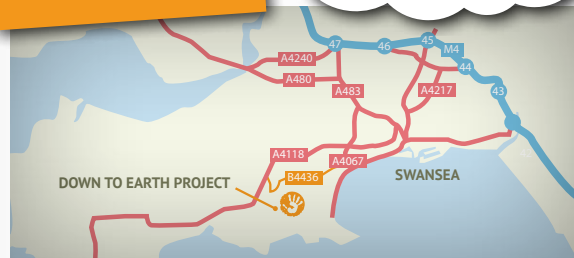 47
46
45
M4
44
43
A4240
A480
A483
A4217
A4118
A4067
B4436
DOWN TO EARTH PROJECT
SWANSEA